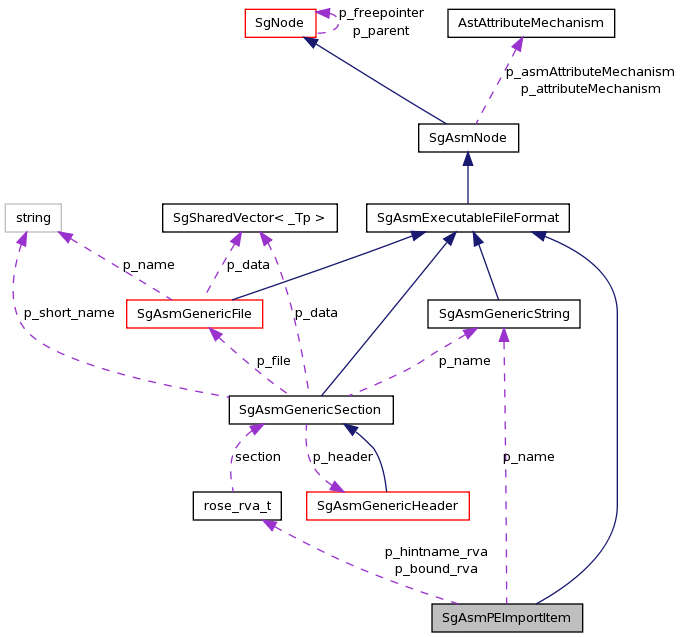 SgNode
p_freepointer
p_parent
AstAttributeMechanism
p_asmAttributeMechanism
p_attributeMechanism
SgAsmNode
string
SgSharedVector< _Tp >
SgAsmExecutableFileFormat
p_name
p_data
p_short_name
SgAsmGenericFile
p_data
SgAsmGenericString
p_file
p_name
SgAsmGenericSection
section
p_header
p_name
rose_rva_t
SgAsmGenericHeader
p_hintname_rva
p_bound_rva
SgAsmPEImportItem